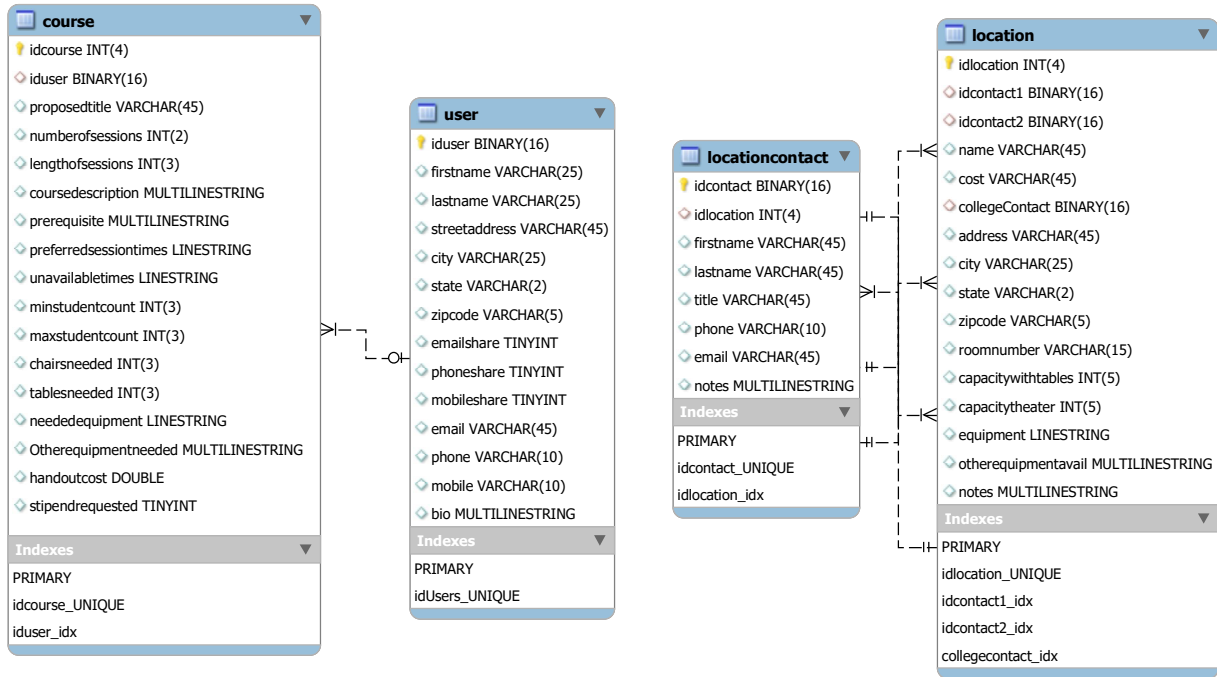 course
idcourse INT(4)
iduser BINARY(16)
proposedtitle VARCHAR(45)
numberofsessions INT(2)
lengthofsessions INT(3)
coursedescription MULTILINESTRING
prerequisite MULTILINESTRING
preferredsessiontimes LINESTRING
unavailabletimes LINESTRING
minstudentcount INT(3)
maxstudentcount INT(3)
chairsneeded INT(3)
tablesneeded INT(3)
neededequipment LINESTRING
Otherequipmentneeded MULTILINESTRING
handoutcost DOUBLE
stipendrequested TINYINT
Indexes
PRIMARY
idcourse_UNIQUE
iduser_idx
user
iduser BINARY(16)
firstname VARCHAR(25)
lastname VARCHAR(25)
streetaddress VARCHAR(45)
city VARCHAR(25)
state VARCHAR(2)
zipcode VARCHAR(5)
emailshare TINYINT
phoneshare TINYINT
mobileshare TINYINT
email VARCHAR(45)
phone VARCHAR(10)
mobile VARCHAR(10)
bio MULTILINESTRING
Indexes
PRIMARY
idUsers_UNIQUE
locationcontact
idcontact BINARY(16)
idlocation INT(4)
firstname VARCHAR(45)
lastname VARCHAR(45)
title VARCHAR(45)
phone VARCHAR(10)
email VARCHAR(45)
notes MULTILINESTRING
Indexes
PRIMARY
idcontact_UNIQUE
idlocation_idx
location
idlocation INT(4)
idcontact1 BINARY(16)
idcontact2 BINARY(16)
name VARCHAR(45)
cost VARCHAR(45)
collegeContact BINARY(16)
address VARCHAR(45)
city VARCHAR(25)
state VARCHAR(2)
zipcode VARCHAR(5)
roomnumber VARCHAR(15)
capacitywithtables INT(5)
capacitytheater INT(5)
equipment LINESTRING
otherequipmentavail MULTILINESTRING
notes MULTILINESTRING
Indexes
PRIMARY
idlocation_UNIQUE
idcontact1_idx
idcontact2_idx
collegecontact_idx